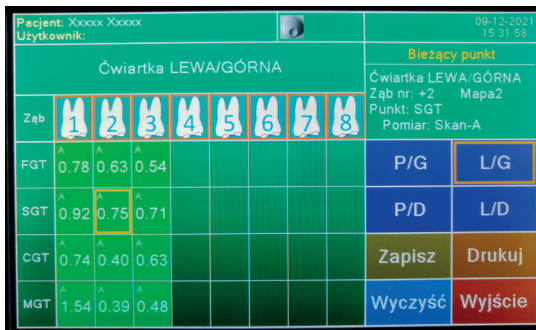 Pacjent: Xxxxx Xxxxx
Użytkownik:
09-12-2021
15 31 58
Ćwiartka LEWA/GÓRNA
Bieżący punkt
Ćwiartka LEWA/GÓRNA
Ząb nr: +2 Mapa2
Punkt: SGT
Pomiar: Skan-A
Ząb 1 2 3 4 5 6 7 8
A A A
FGT 0.78 0.63 0.54
A A A
SGT 0.92 0.75 0.71
A A A
CGT 0.74 0.40 0.63
A A A
MGT 1.54 0.39 0.48
P/G L/G
P/D L/D
Zapisz Drukuj
Wyczyść Wyjście